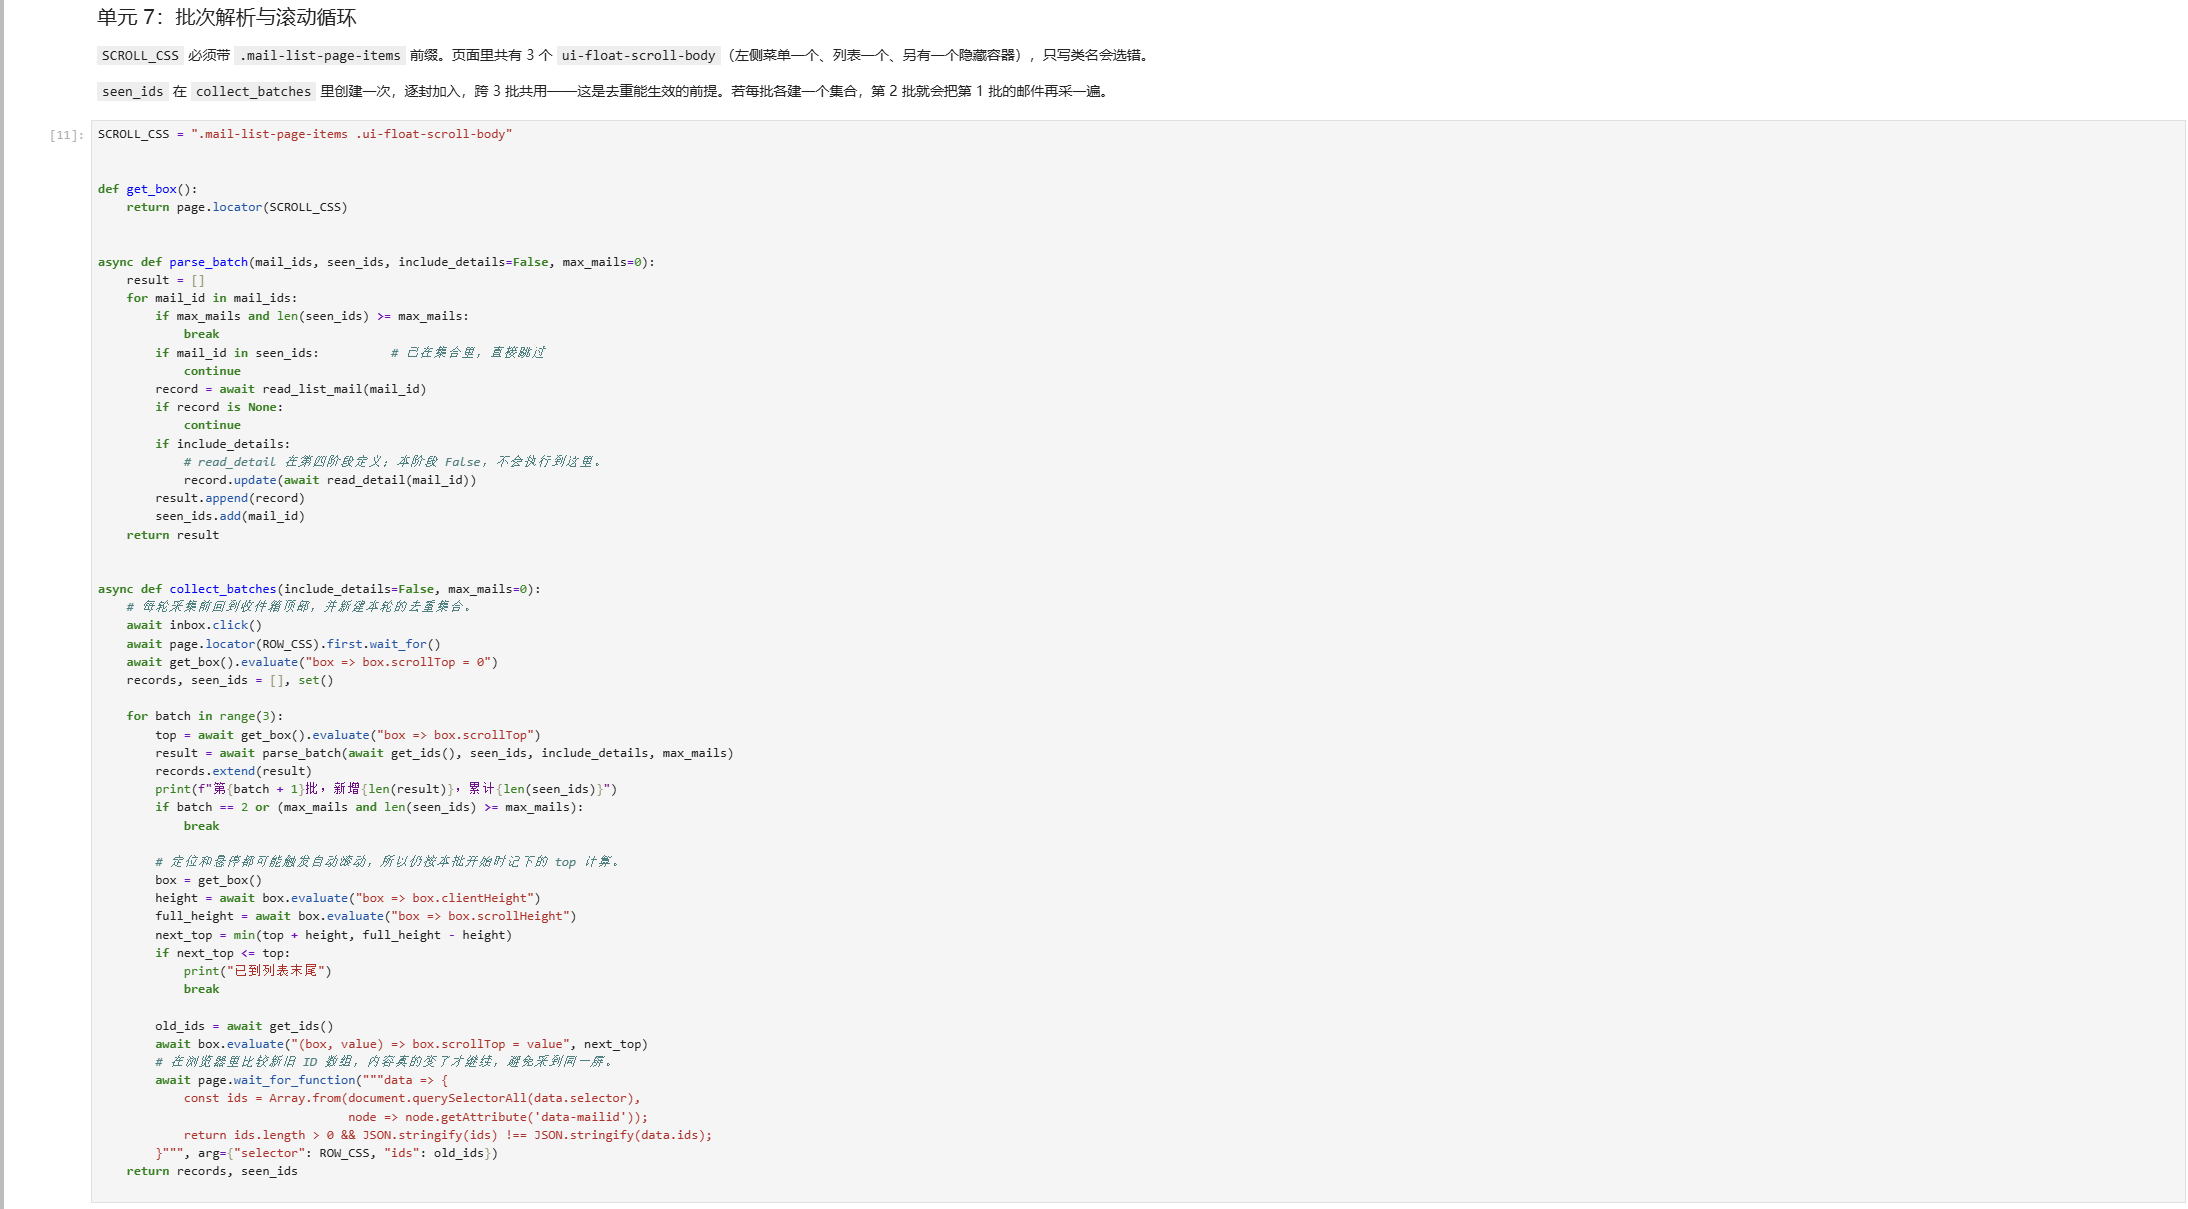 单元 7：批次解析与滚动循环
SCROLL_CSS 必须带 .mail-list-page-items 前缀。页面里共有 3 个 ui-float-scroll-body（左侧菜单一个、列表一个、另有一个隐藏容器），只写类名会选错。
seen_ids 在 collect_batches 里创建一次，逐封加入，跨 3 批共用——这是去重能生效的前提。若每批各建一个集合，第 2 批就会把第 1 批的邮件再采一遍。
[11]: SCROLL_CSS = ".mail-list-page-items .ui-float-scroll-body"
def get_box():
    return page.locator(SCROLL_CSS)
async def parse_batch(mail_ids, seen_ids, include_details=False, max_mails=0):
    result = []
    for mail_id in mail_ids:
        if max_mails and len(seen_ids) >= max_mails:
            break
        if mail_id in seen_ids:          # 已在集合里，直接跳过
            continue
        record = await read_list_mail(mail_id)
        if record is None:
            continue
        if include_details:
            # read_detail 在第四阶段定义；本阶段 False，不会执行到这里。
            record.update(await read_detail(mail_id))
        result.append(record)
        seen_ids.add(mail_id)
    return result
async def collect_batches(include_details=False, max_mails=0):
    # 每轮采集前回到收件箱顶部，并新建本轮的去重集合。
    await inbox.click()
    await page.locator(ROW_CSS).first.wait_for()
    await get_box().evaluate("box => box.scrollTop = 0")
    records, seen_ids = [], set()
    for batch in range(3):
        top = await get_box().evaluate("box => box.scrollTop")
        result = await parse_batch(await get_ids(), seen_ids, include_details, max_mails)
        records.extend(result)
        print(f"第{batch + 1}批，新增{len(result)}，累计{len(seen_ids)}")
        if batch == 2 or (max_mails and len(seen_ids) >= max_mails):
            break
        # 定位和悬停都可能触发自动滚动，所以仍按本批开始时记下的 top 计算。
        box = get_box()
        height = await box.evaluate("box => box.clientHeight")
        full_height = await box.evaluate("box => box.scrollHeight")
        next_top = min(top + height, full_height - height)
        if next_top <= top:
            print("已到列表末尾")
            break
        old_ids = await get_ids()
        await box.evaluate("(box, value) => box.scrollTop = value", next_top)
        # 在浏览器里比较新旧 ID 数组，内容真的变了才继续，避免采到同一屏。
        await page.wait_for_function("""data => {
            const ids = Array.from(document.querySelectorAll(data.selector),
                                   node => node.getAttribute('data-mailid'));
            return ids.length > 0 && JSON.stringify(ids) !== JSON.stringify(data.ids);
        }""", arg={"selector": ROW_CSS, "ids": old_ids})
    return records, seen_ids